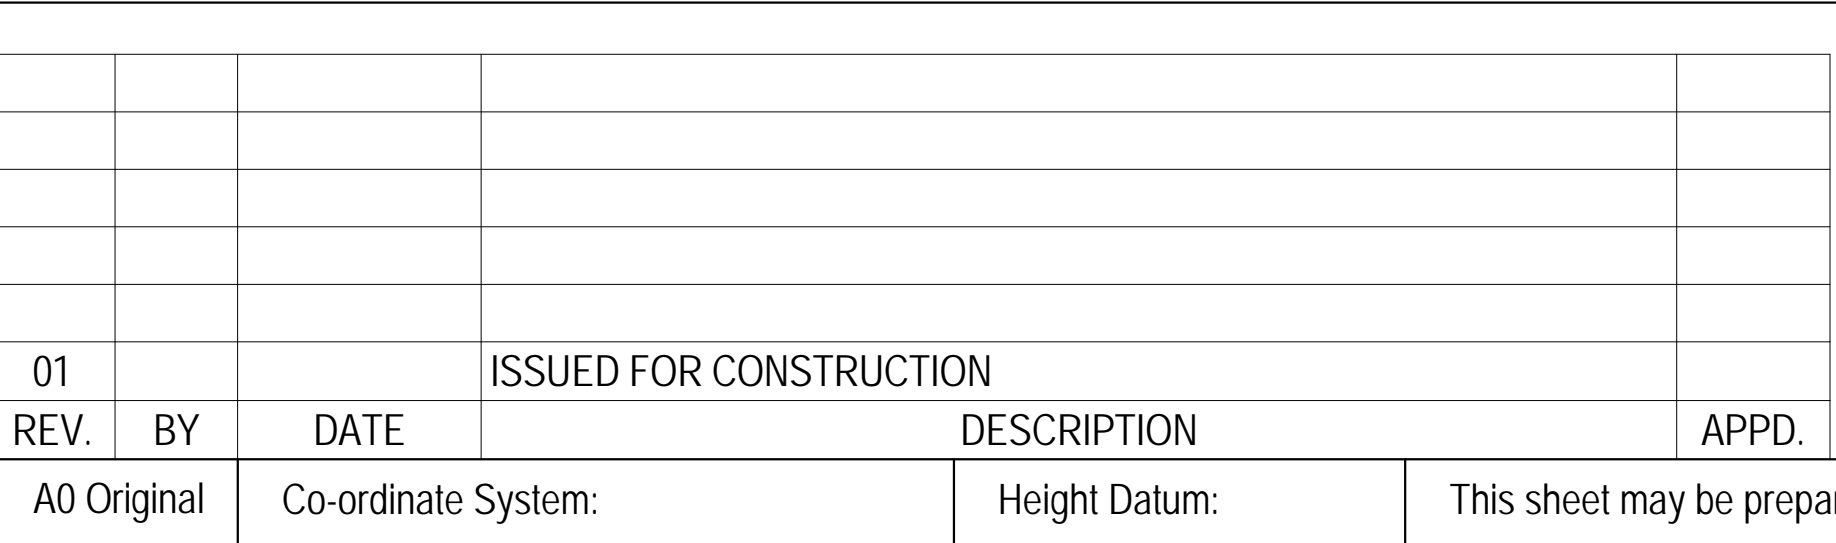 01 ISSUED FOR CONSTRUCTION
REV. BY DATE DESCRIPTION APPD.
A0 Original Co-ordinate System: Height Datum: This sheet may be